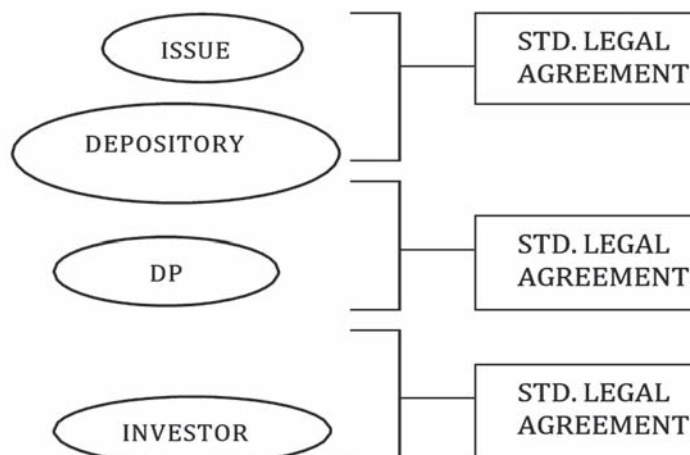 ISSUE
STD. LEGAL
AGREEMENT
DEPOSITORY
STD. LEGAL
AGREEMENT
DP
STD. LEGAL
AGREEMENT
INVESTOR